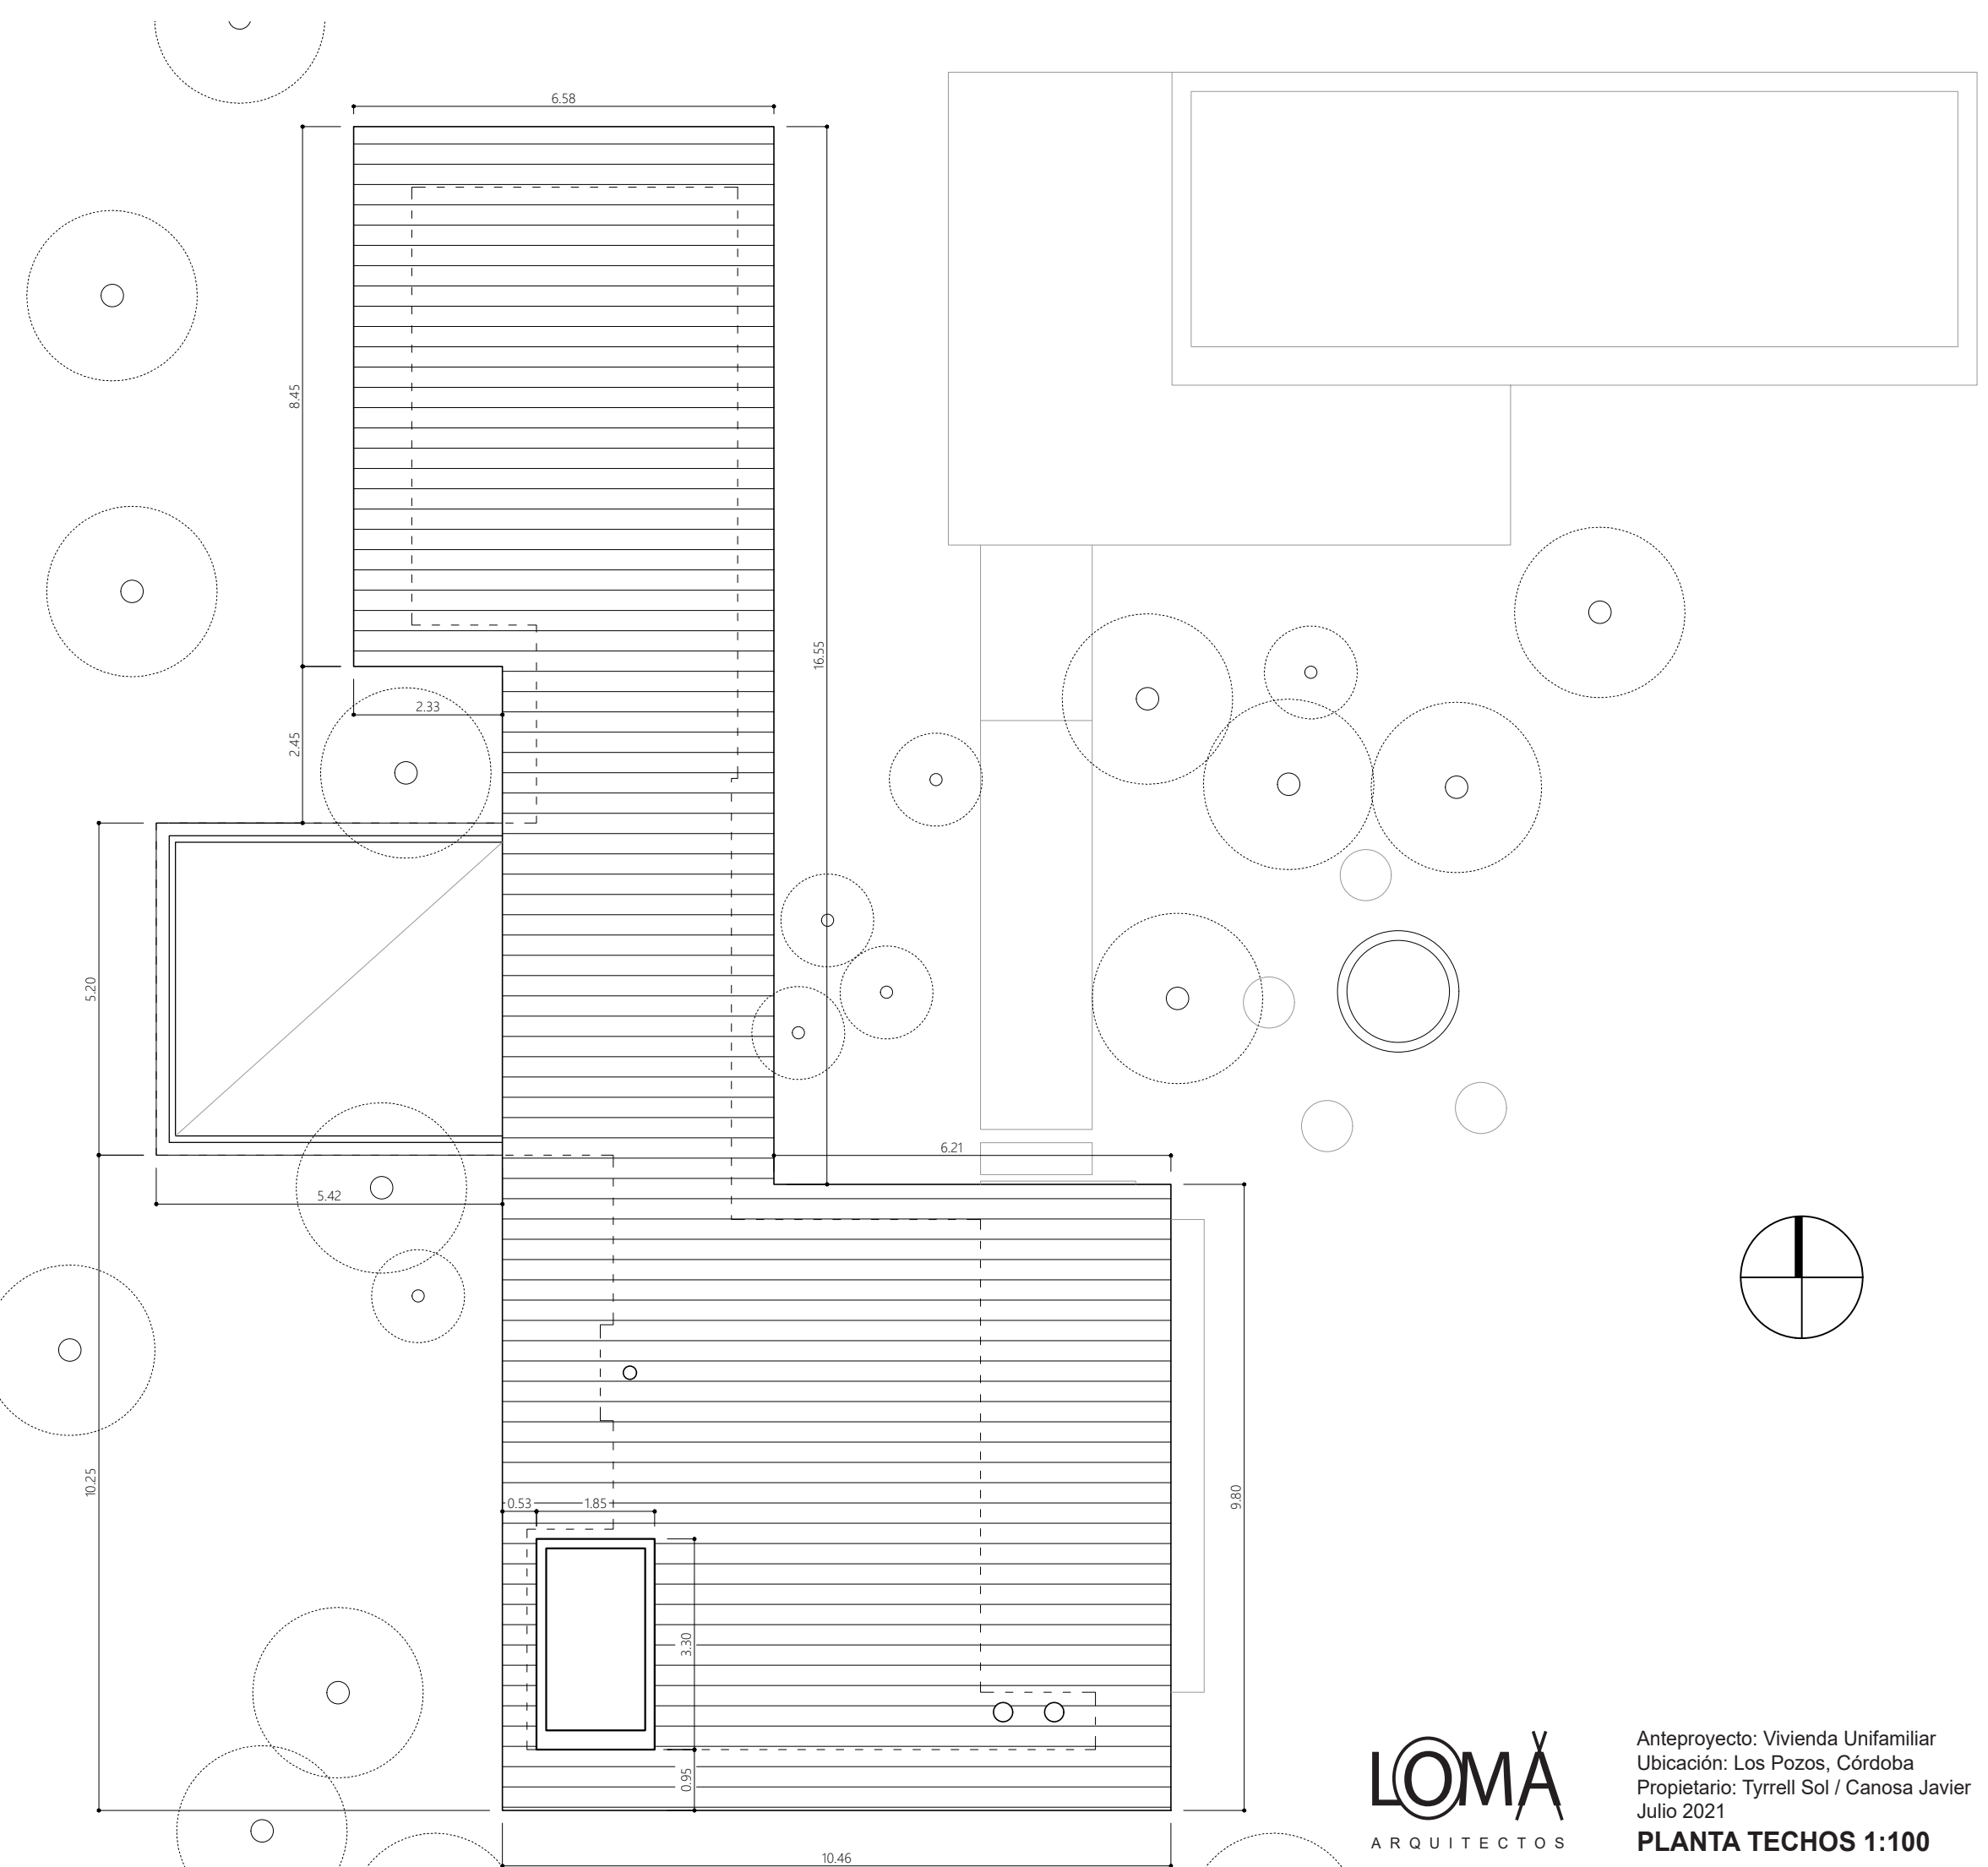 6.58
8.45
16.55
2.33
2.45
5.20
6.21
5.42
10.25
0.53
1.85
9.80
3.30
0.95
10.46
LOMA
ARQUITECTOS
Anteproyecto: Vivienda Unifamiliar
Ubicación: Los Pozos, Córdoba
Propietario: Tyrrell Sol / Canosa Javier
Julio 2021
PLANTA TECHOS 1:100